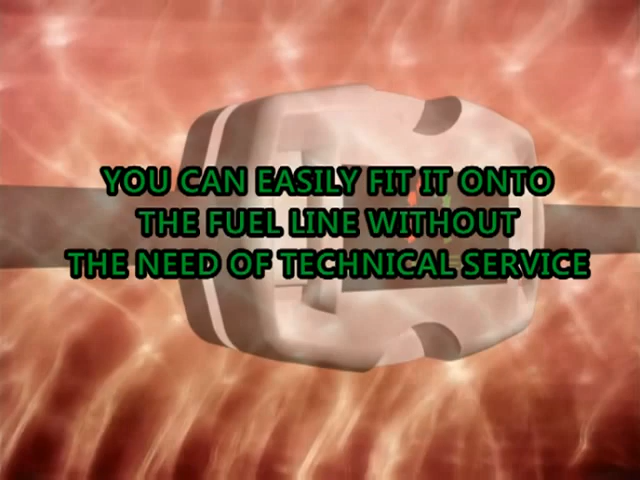 YOU CAN EASILY FIT IT ONTO
THE FUEL LINE WITHOUT
THE NEED OF TECHNICAL SERVICE